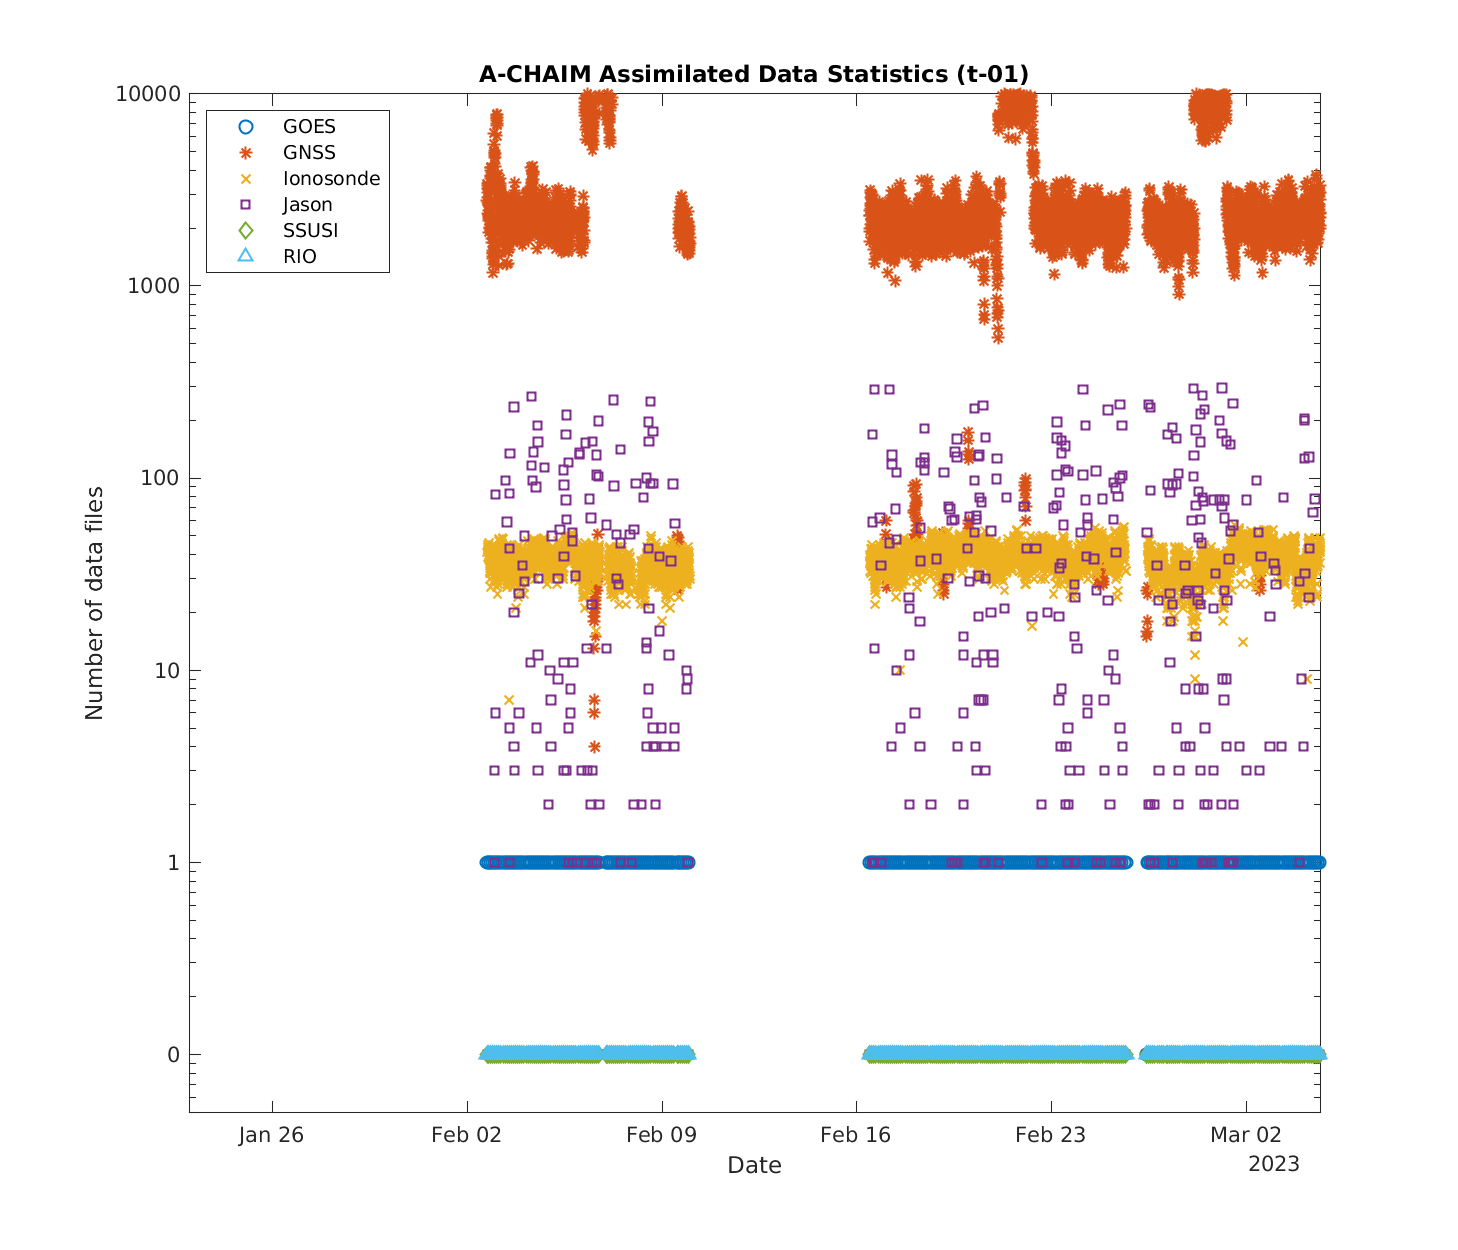 A-CHAIM Assimilated Data Statistics (t-01)
10000
1000
100
10
1
0
Number of data files
GOES
GNSS
Ionosonde
Jason
SSUSI
RIO
Jan 26
Feb 02
Feb 09
Feb 16
Feb 23
Mar 02
2023
Date